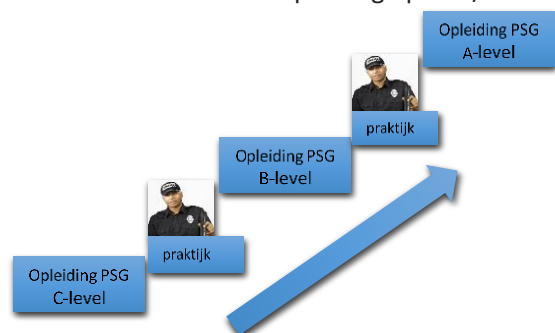 Opleiding PSG
A-level
praktijk
Opleiding PSG
B-level
praktijk
Opleiding PSG
C-level